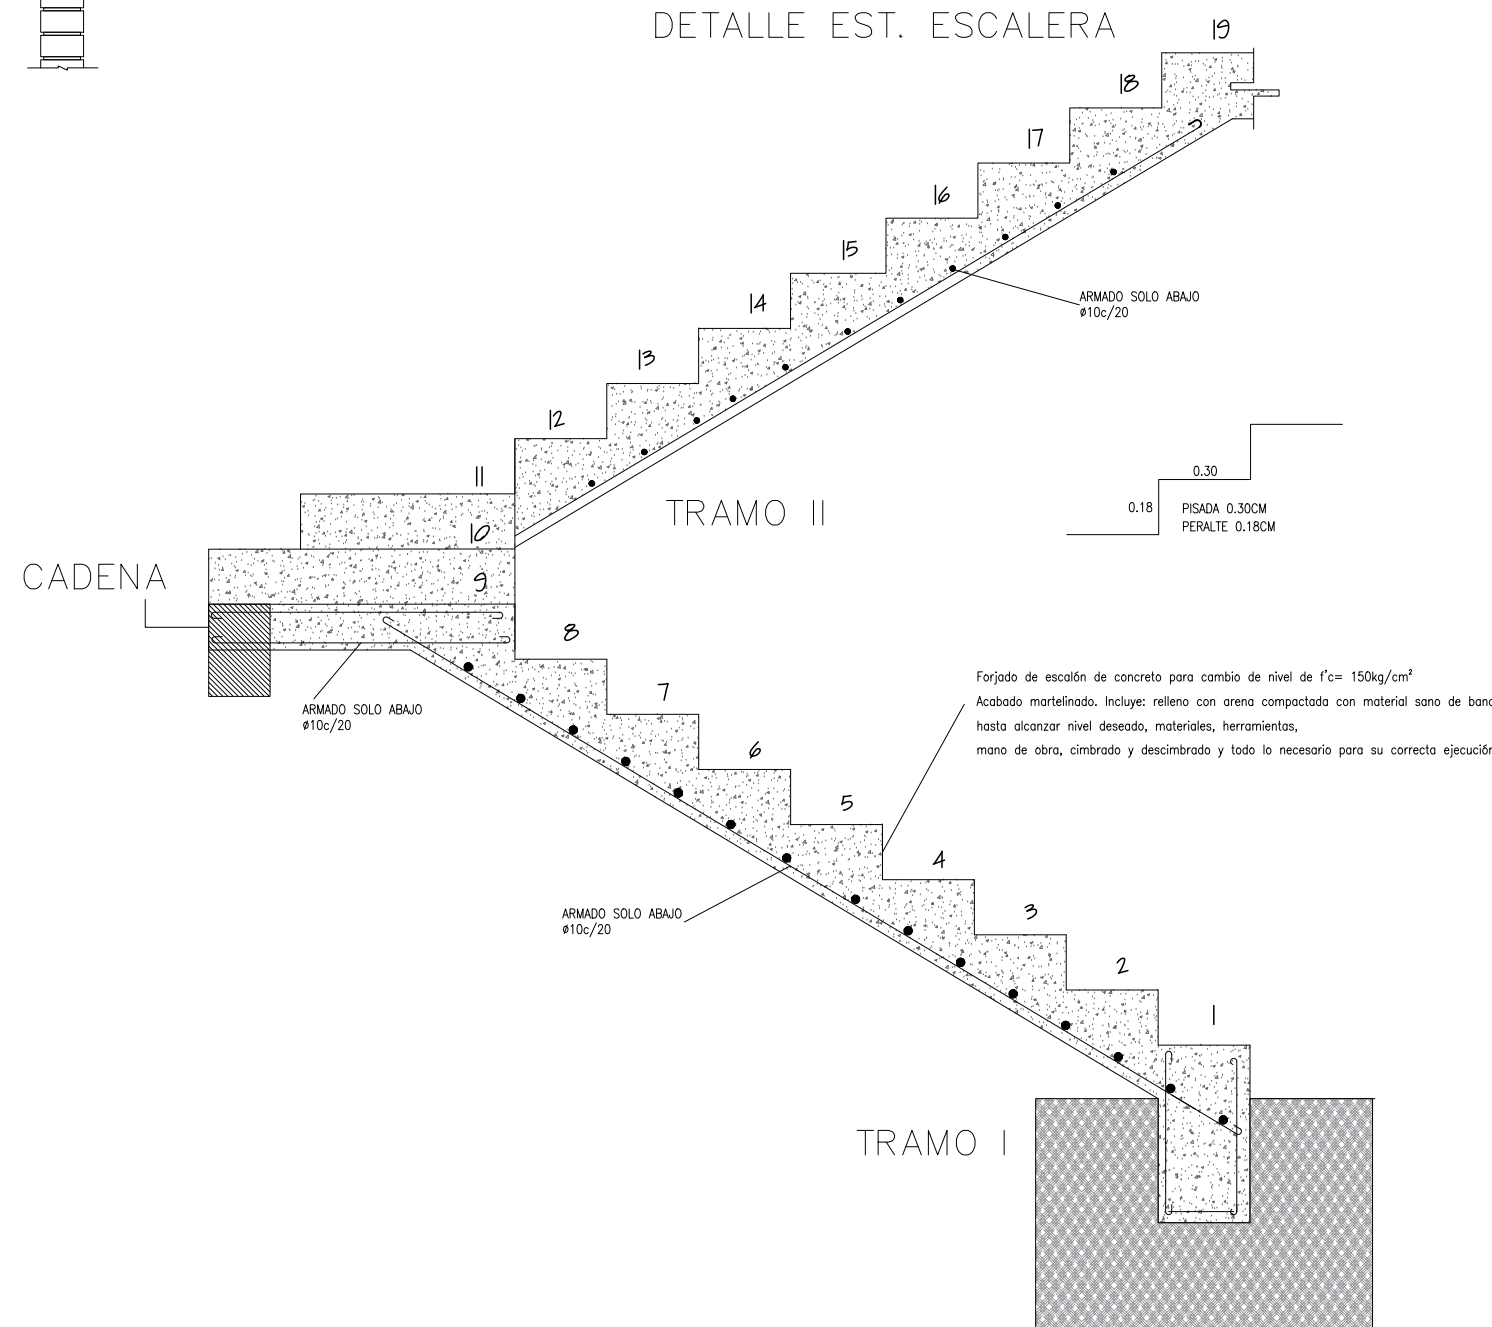 DETALLE EST. ESCALERA
19
18
17
16
15
14
13
12
11
10
9
8
7
6
5
4
3
2
1
ARMADO SOLO ABAJO
ø10c/20
TRAMO II
0.30
0.18
PISADA 0.30CM
PERALTE 0.18CM
CADENA
ARMADO SOLO ABAJO
ø10c/20
Forjado de escalón de concreto para cambio de nivel de f'c= 150kg/cm²
Acabado martelinado. Incluye: relleno con arena compactada con material sano de
hasta alcanzar nivel deseado, materiales, herramientas,
mano de obra, cimbrado y descimbrado y todo lo necesario para su correcta ejecución
ARMADO SOLO ABAJO
ø10c/20
TRAMO I